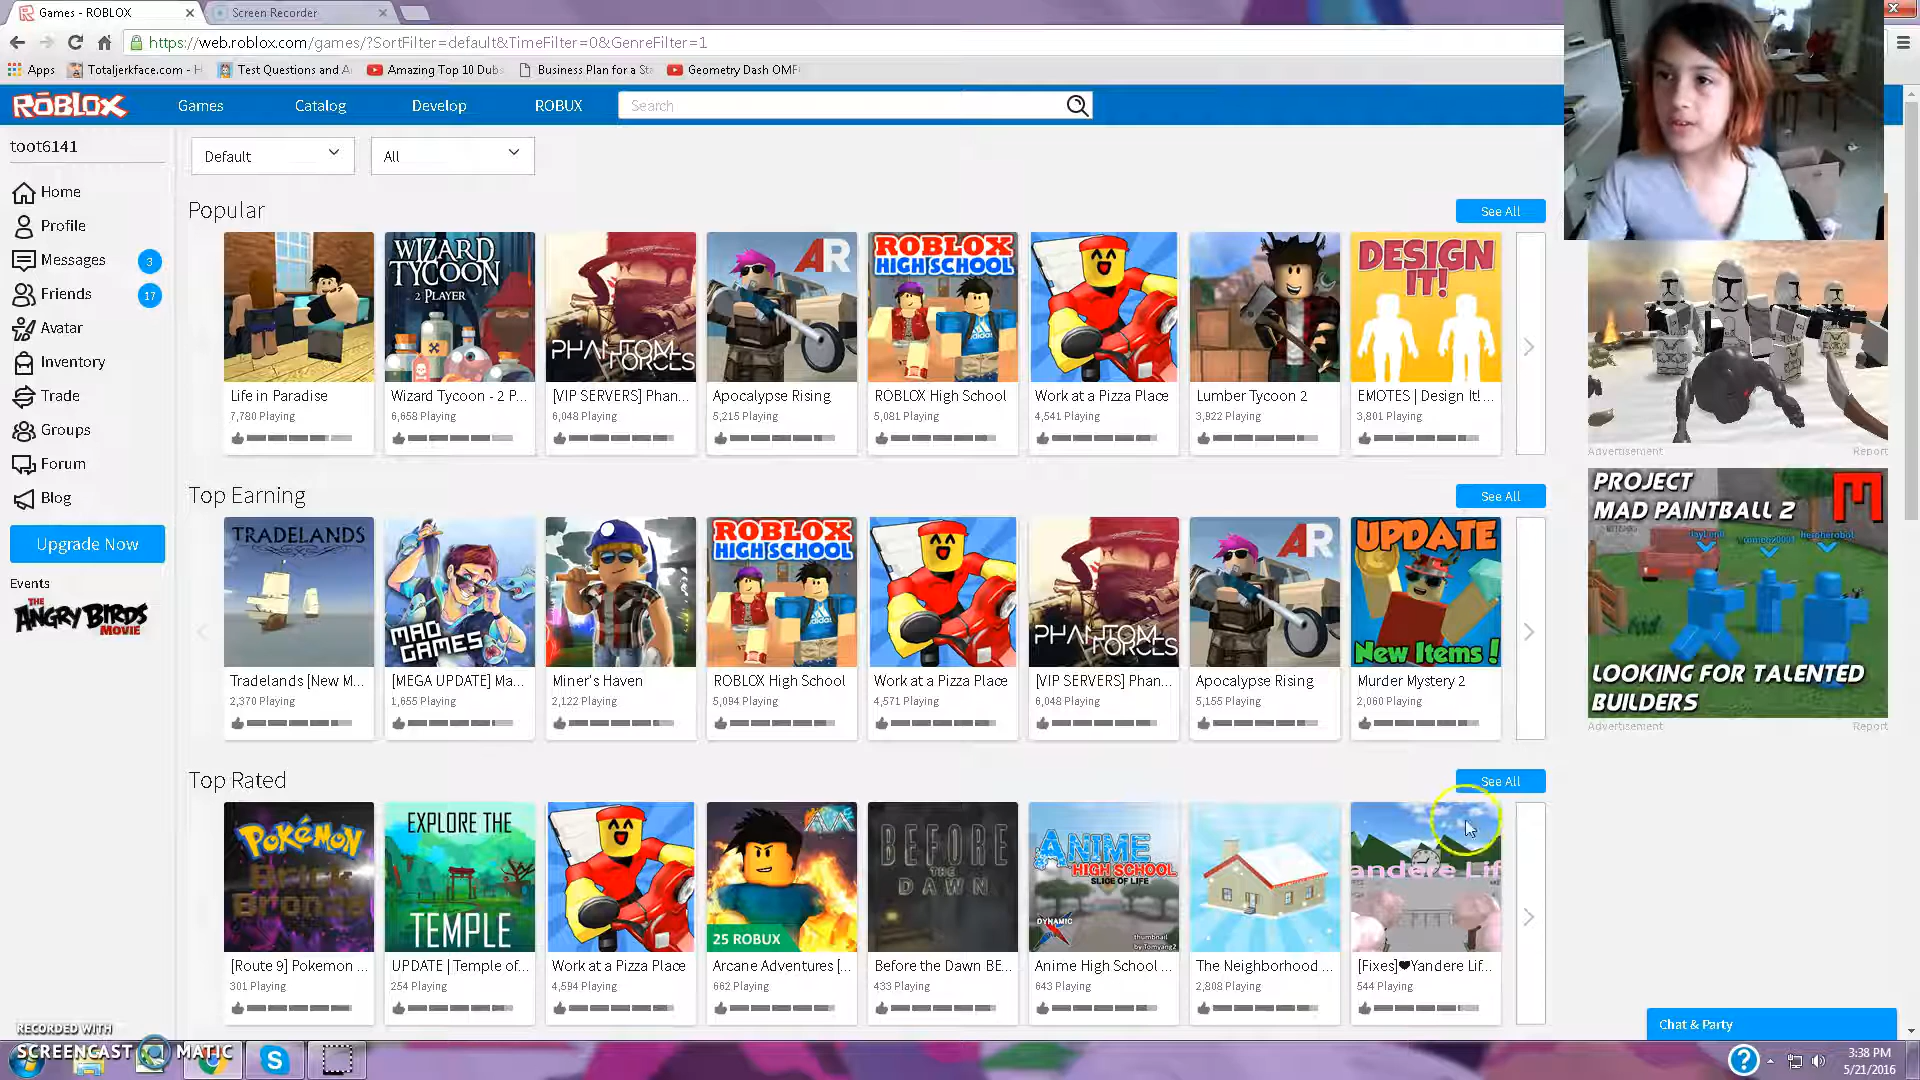 Games - ROBLOX
Screen Recorder
https://web.roblox.com/games/?SortFilter=default&TimeFilter=0&GenreFilter=1
Apps
Totaljerkface.com - H
Test Questions and A
Amazing Top 10 Dubs
Business Plan for a Sta
Geometry Dash OMF
ROBLOX
Games
Catalog
Develop
ROBUX
Search
toot6141
Home
Profile
Messages 3
Friends 17
Avatar
Inventory
Trade
Groups
Forum
Blog
Upgrade Now
Events
THE
ANGRY BIRDS
MOVIE
Default
All
Popular
See All
WIZARD
TYCOON
2 PLAYER
PHANTOM
FORCES
AR
ROBLOX
HIGH SCHOOL
DESIGN
IT!
Life in Paradise
7,780 Playing
Wizard Tycoon - 2 P...
6,658 Playing
[VIP SERVERS] Phan...
6,048 Playing
Apocalypse Rising
5,215 Playing
ROBLOX High School
5,081 Playing
Work at a Pizza Place
4,541 Playing
Lumber Tycoon 2
3,922 Playing
EMOTES | Design It!...
3,801 Playing
Top Earning
See All
TRADELANDS
MAD
GAMES
ROBLOX
HIGH SCHOOL
PHANTOM
FORCES
AR
UPDATE
New Items !
Tradelands [New M...
2,370 Playing
[MEGA UPDATE] Ma...
1,655 Playing
Miner's Haven
2,122 Playing
ROBLOX High School
5,094 Playing
Work at a Pizza Place
4,571 Playing
[VIP SERVERS] Phan...
6,048 Playing
Apocalypse Rising
5,155 Playing
Murder Mystery 2
2,060 Playing
Top Rated
See All
POKéMON
Brick
Bronze
EXPLORE THE
TEMPLE
AA
25 ROBUX
BEFORE
THE
DAWN
ANIME
HIGH SCHOOL
SLICE OF LIFE
DYNAMIC
thumbnail
by Tomyang2
andere Lif
[Route 9] Pokemon ...
301 Playing
UPDATE | Temple of...
254 Playing
Work at a Pizza Place
4,594 Playing
Arcane Adventures [...
662 Playing
Before the Dawn BE...
433 Playing
Anime High School ...
643 Playing
The Neighborhood ...
2,808 Playing
[Fixes]❤Yandere Lif...
544 Playing
Advertisement
Report
PROJECT
MAD PAINTBALL 2
M
LOOKING FOR TALENTED
BUILDERS
Advertisement
Report
Chat & Party
RECORDED WITH
SCREENCAST MATIC
3:38 PM
5/21/2016